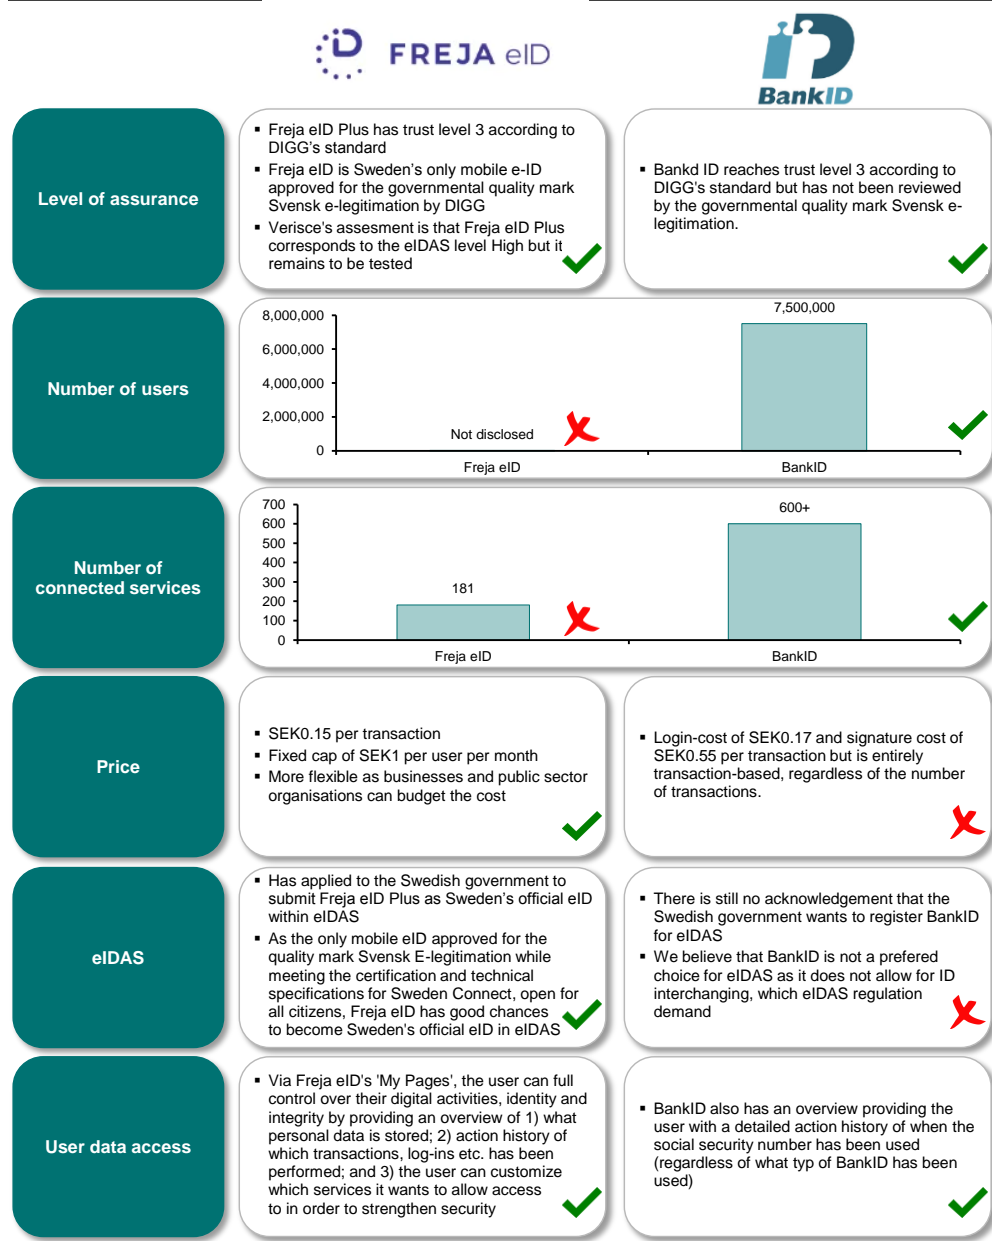 FREJA eID
BankID
Level of assurance
▪ Freja eID Plus has trust level 3 according to
DIGG's standard
▪ Freja eID is Sweden's only mobile e-ID
approved for the governmental quality mark
Svensk e-legitimation by DIGG
▪ Verisce's assesment is that Freja eID Plus
corresponds to the eIDAS level High but it
remains to be tested
▪ Bankd ID reaches trust level 3 according to
DIGG's standard but has not been reviewed
by the governmental quality mark Svensk e-
legitimation.
Number of users
8,000,000
6,000,000
4,000,000
2,000,000
0
Not disclosed
7,500,000
Freja eID
BankID
Number of
connected services
700
600
500
400
300
200
100
0
181
600+
Freja eID
BankID
Price
▪ SEK0.15 per transaction
▪ Fixed cap of SEK1 per user per month
▪ More flexible as businesses and public sector
organisations can budget the cost
▪ Login-cost of SEK0.17 and signature cost of
SEK0.55 per transaction but is entirely
transaction-based, regardless of the number
of transactions.
eIDAS
▪ Has applied to the Swedish government to
submit Freja eID Plus as Sweden's official eID
within eIDAS
▪ As the only mobile eID approved for the
quality mark Svensk E-legitimation while
meeting the certification and technical
specifications for Sweden Connect, open for
all citizens, Freja eID has good chances
to become Sweden's official eID in eIDAS
▪ There is still no acknowledgement that the
Swedish government wants to register BankID
for eIDAS
▪ We believe that BankID is not a prefered
choice for eIDAS as it does not allow for ID
interchanging, which eIDAS regulation
demand
User data access
▪ Via Freja eID's 'My Pages', the user can full
control over their digital activities, identity and
integrity by providing an overview of 1) what
personal data is stored; 2) action history of
which transactions, log-ins etc. has been
performed; and 3) the user can customize
which services it wants to allow access
to in order to strengthen security
▪ BankID also has an overview providing the
user with a detailed action history of when the
social security number has been used
(regardless of what typ of BankID has been
used)